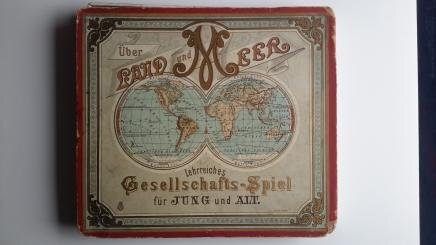 Über
LAND und MEER
Lehrreiches
Gesellschafts-Spiel
für JUNG und ALT.